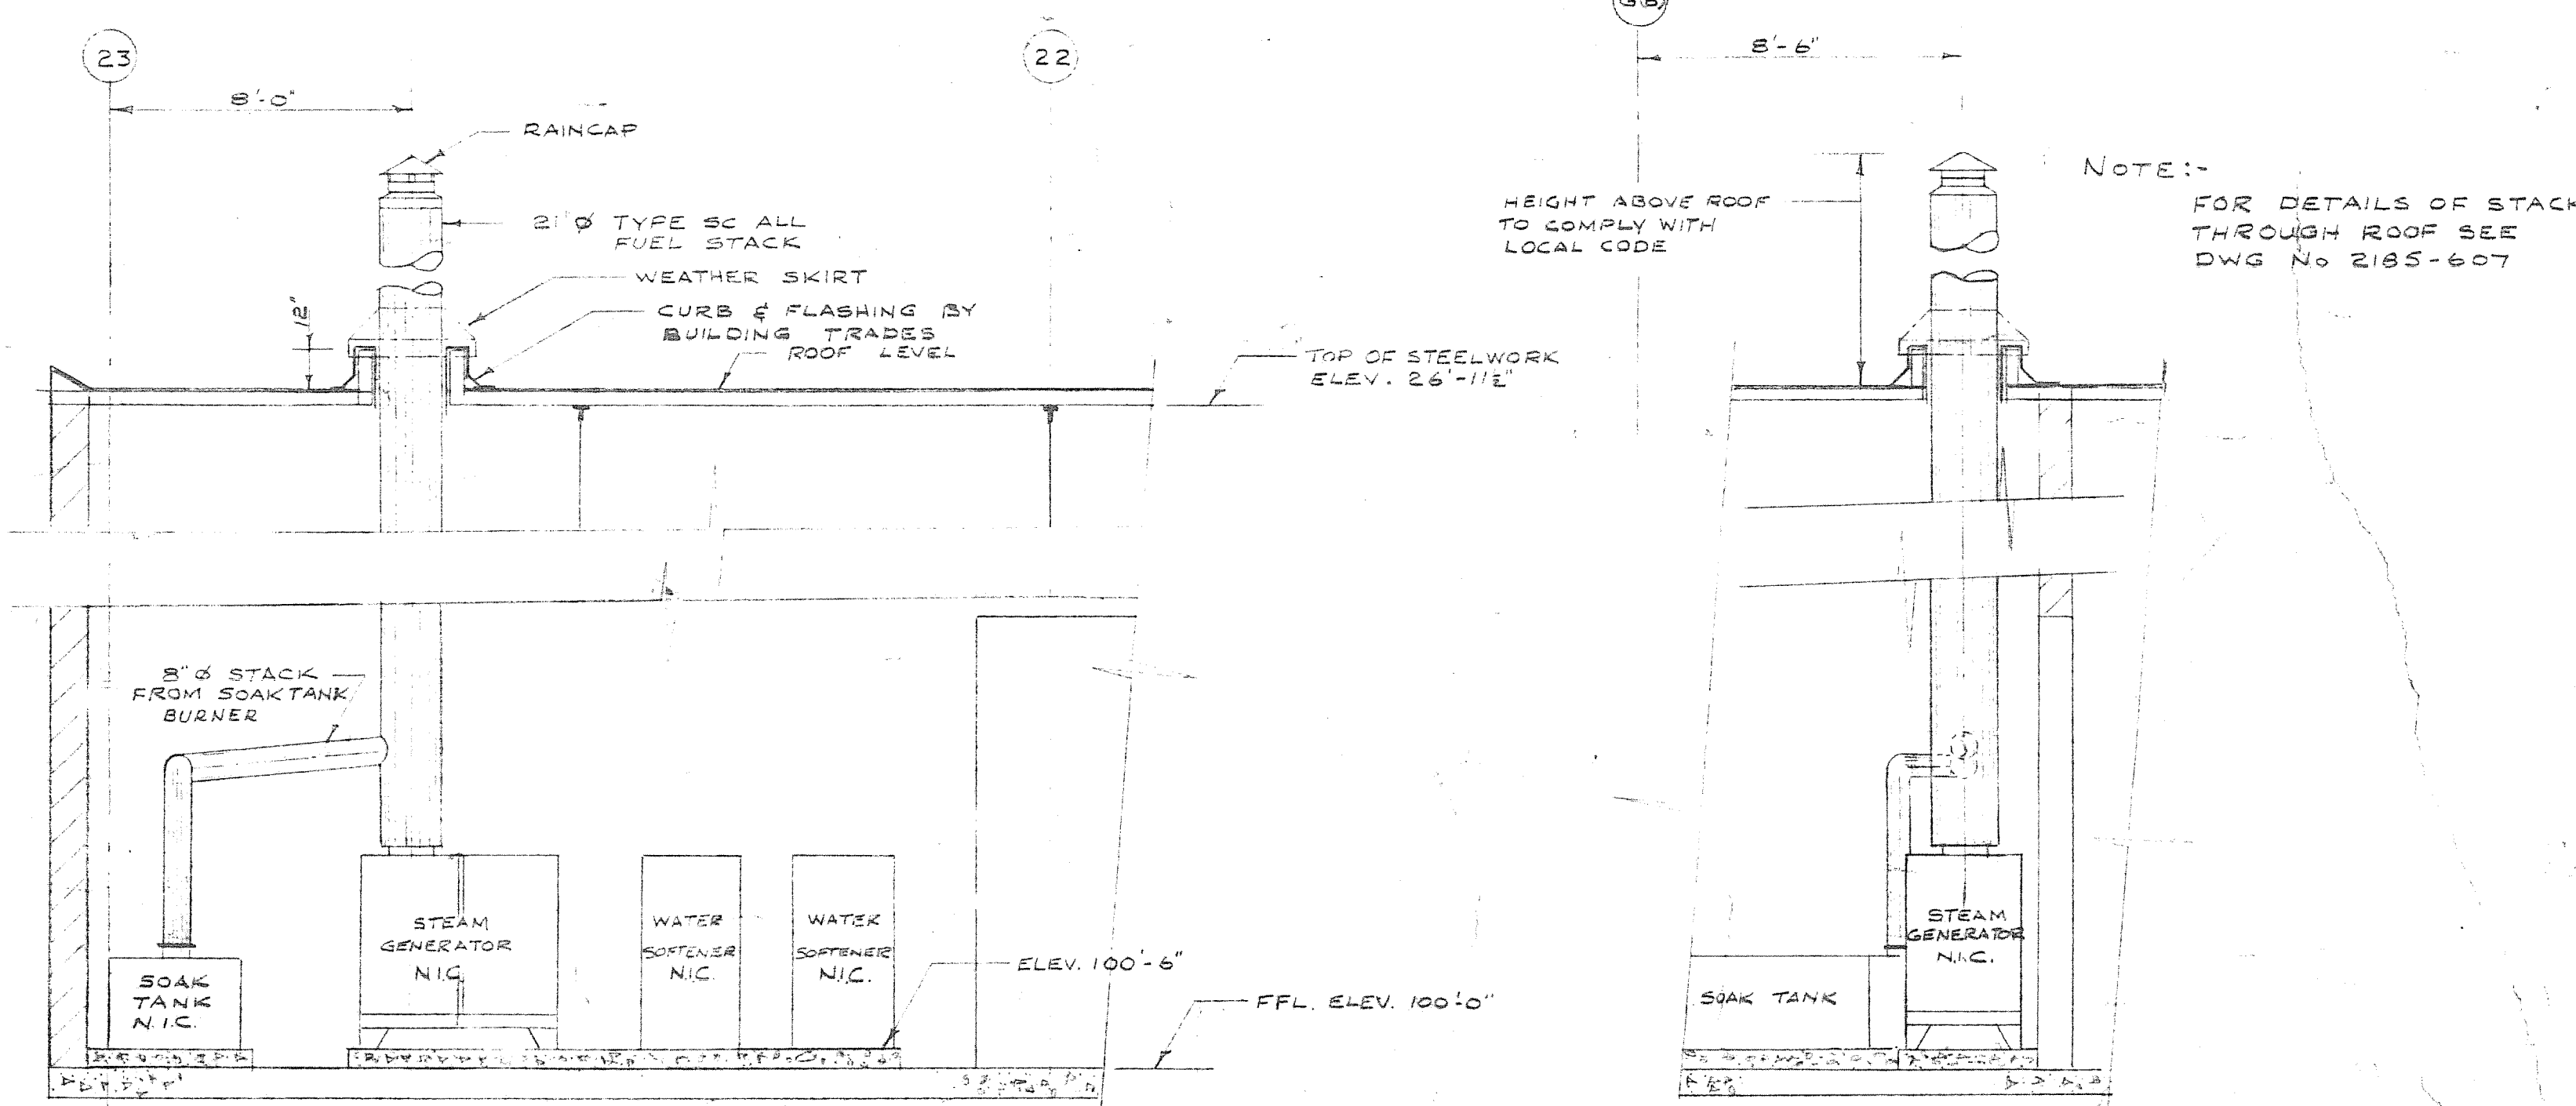 23
22
8'-0"
8'-6"
RAINCAP
21"Ø TYPE SC ALL
FUEL STACK
WEATHER SKIRT
CURB & FLASHING BY
BUILDING TRADES
ROOF LEVEL
12"
TOP OF STEELWORK
ELEV. 26'-11½"
HEIGHT ABOVE ROOF
TO COMPLY WITH
LOCAL CODE
NOTE:-
FOR DETAILS OF STACK
THROUGH ROOF SEE
DWG No 2185-607
8"Ø STACK
FROM SOAK TANK
BURNER
SOAK
TANK
N.I.C.
STEAM
GENERATOR
N.I.C
WATER
SOFTENER
N.I.C.
WATER
SOFTENER
N.I.C.
ELEV. 100'-6"
FFL. ELEV. 100'-0"
SOAK TANK
STEAM
GENERATOR
N.I.C.